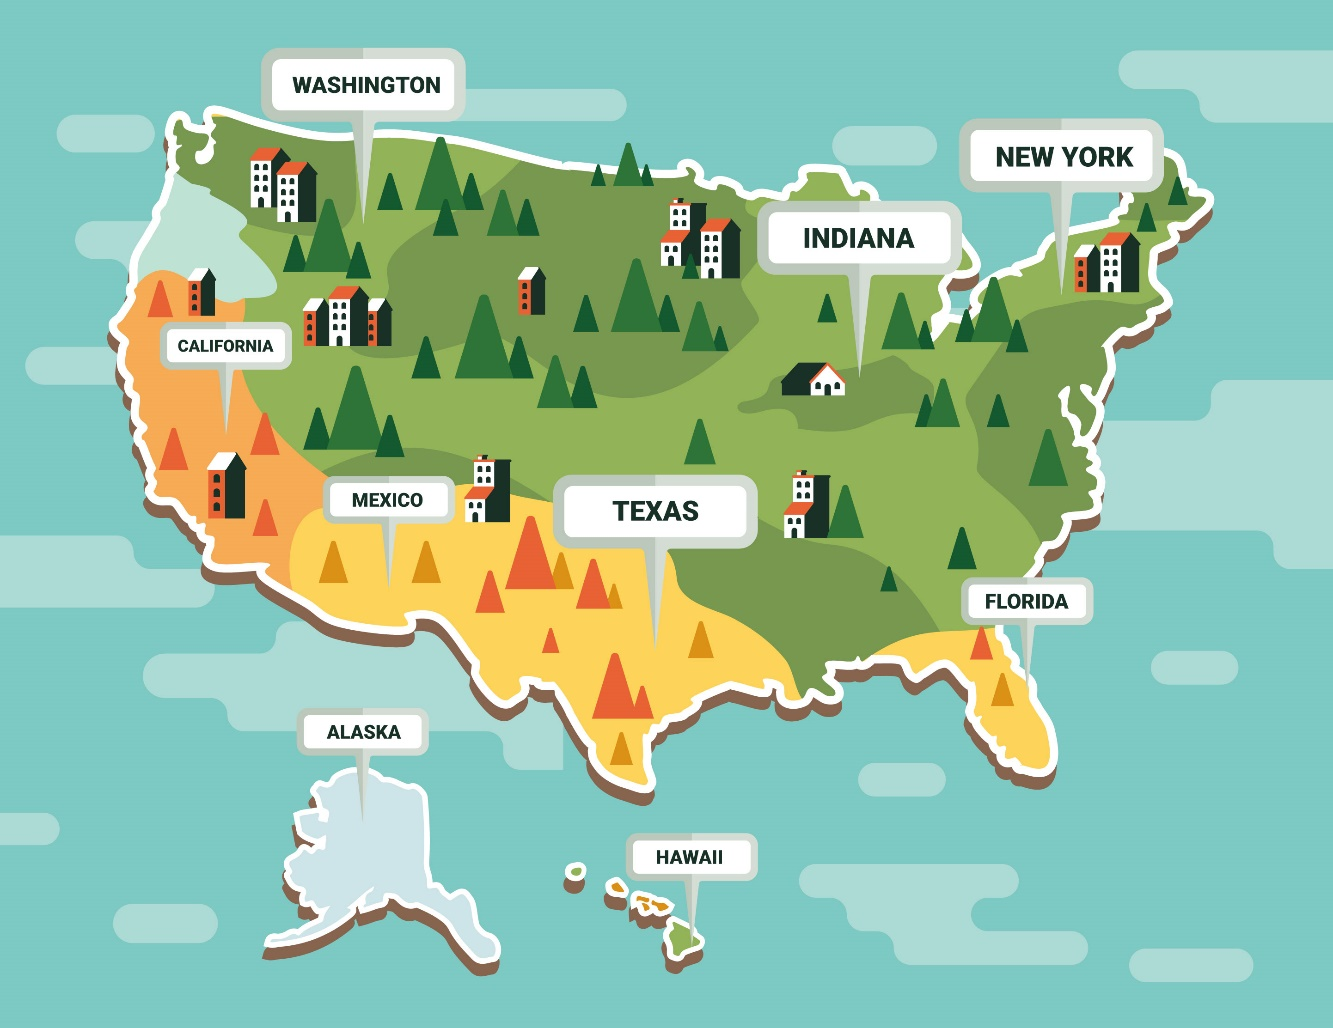 WASHINGTON
NEW YORK
INDIANA
CALIFORNIA
MEXICO
TEXAS
FLORIDA
ALASKA
HAWAII